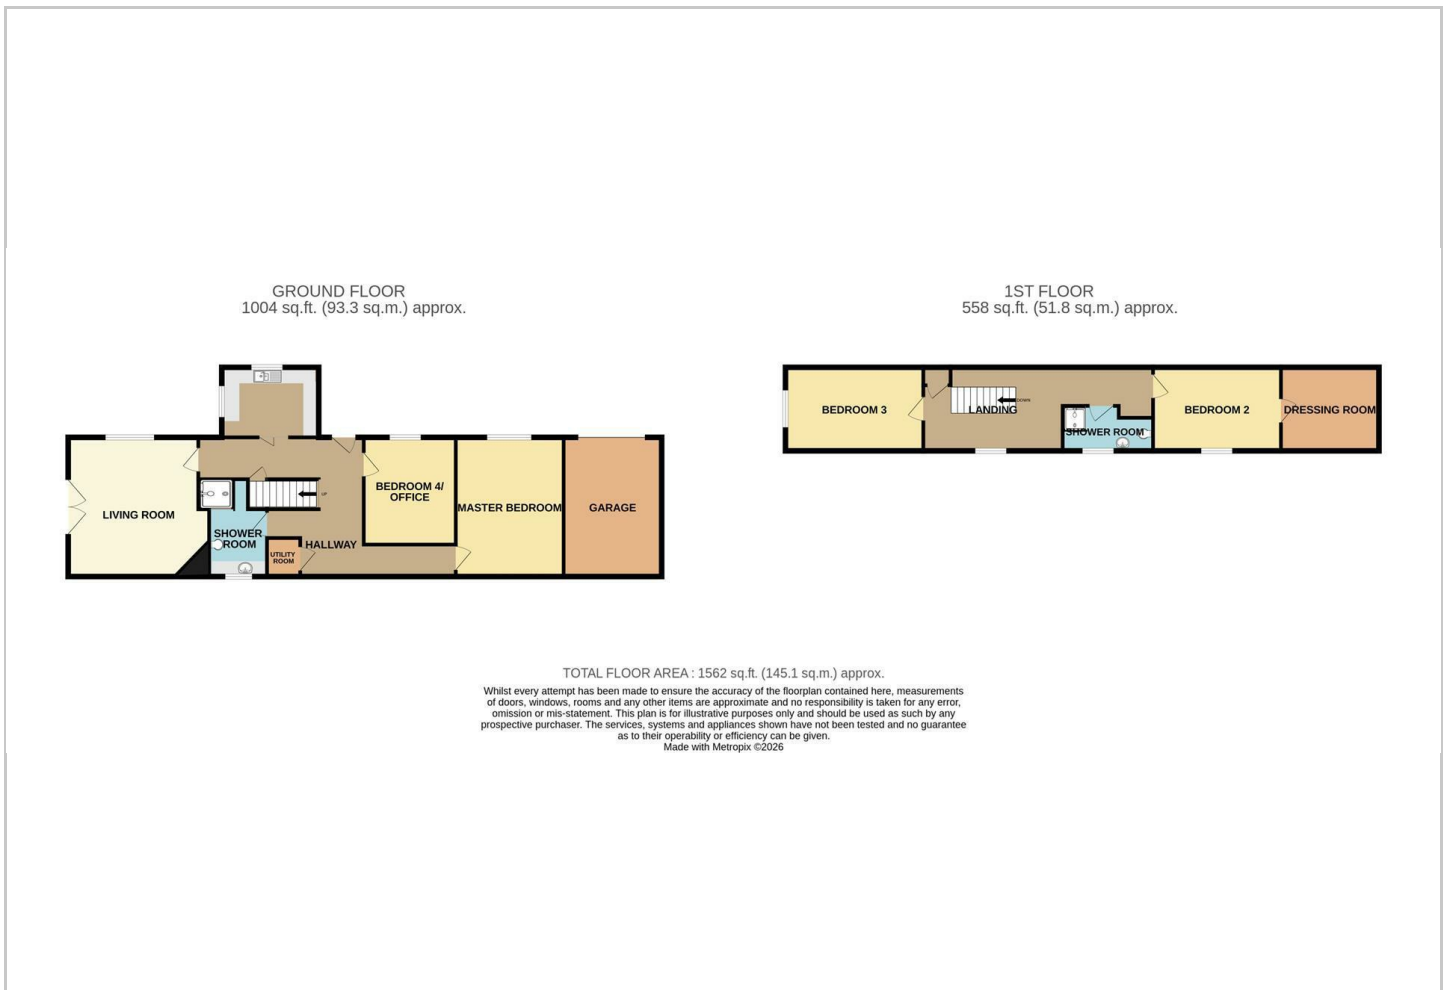 GROUND FLOOR
1004 sq.ft. (93.3 sq.m.) approx.
1ST FLOOR
558 sq.ft. (51.8 sq.m.) approx.
LIVING ROOM
SHOWER
ROOM
UTILITY
ROOM
HALLWAY
UP
BEDROOM 4/
OFFICE
MASTER BEDROOM
GARAGE
BEDROOM 3
LANDING
DOWN
SHOWER ROOM
BEDROOM 2
DRESSING ROOM
TOTAL FLOOR AREA : 1562 sq.ft. (145.1 sq.m.) approx.
Whilst every attempt has been made to ensure the accuracy of the floorplan contained here, measurements
of doors, windows, rooms and any other items are approximate and no responsibility is taken for any error,
omission or mis-statement. This plan is for illustrative purposes only and should be used as such by any
prospective purchaser. The services, systems and appliances shown have not been tested and no guarantee
as to their operability or efficiency can be given.
Made with Metropix ©2026